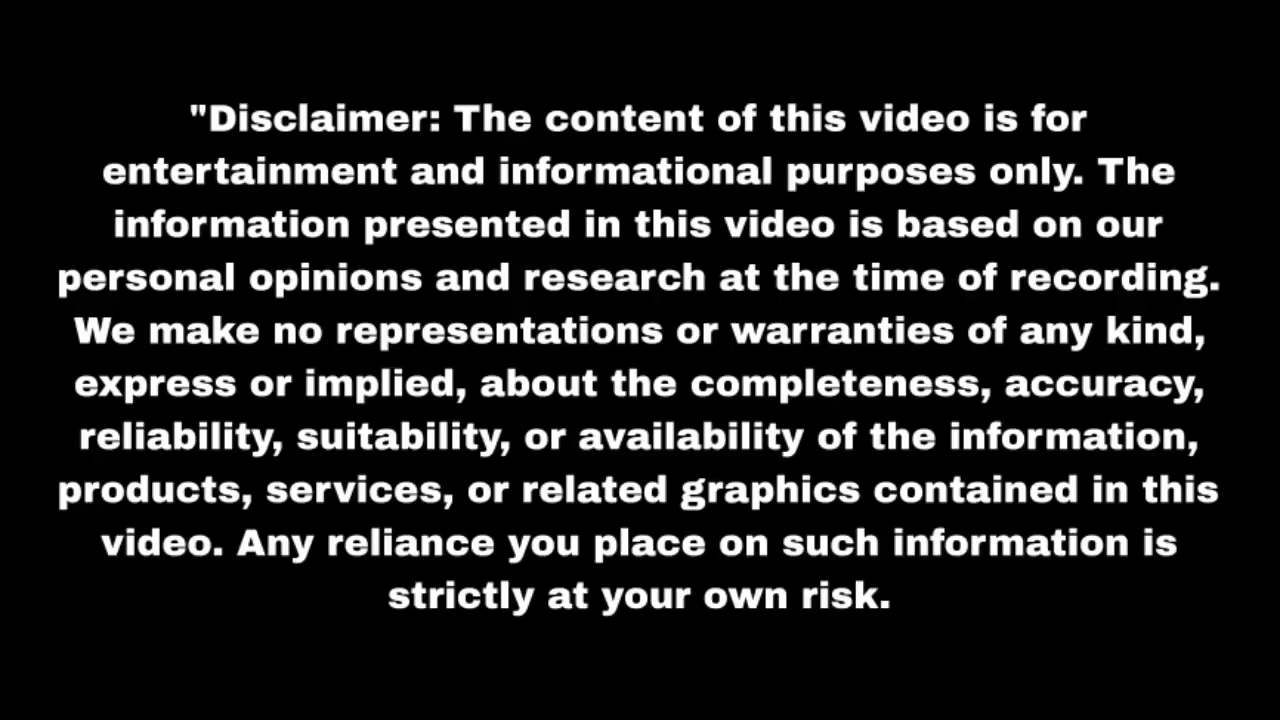 "Disclaimer: The content of this video is for
entertainment and informational purposes only. The
information presented in this video is based on our
personal opinions and research at the time of recording.
We make no representations or warranties of any kind,
express or implied, about the completeness, accuracy,
reliability, suitability, or availability of the information,
products, services, or related graphics contained in this
video. Any reliance you place on such information is
strictly at your own risk.